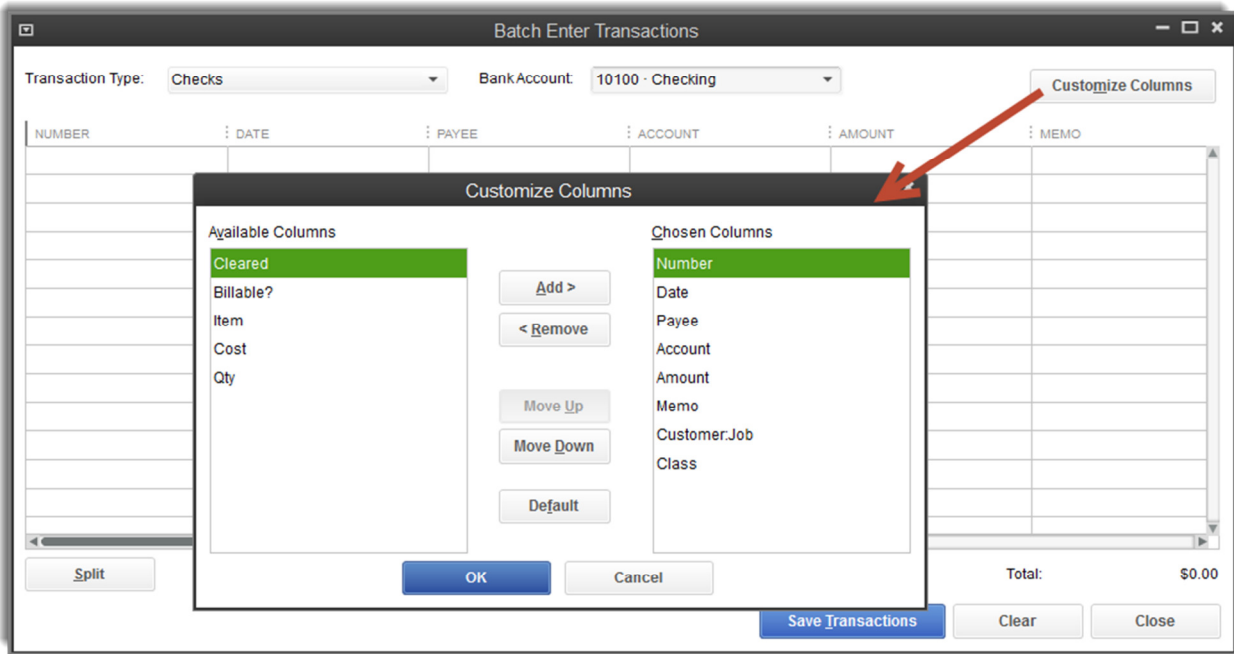 Batch Enter Transactions
Transaction Type: Checks Bank Account: 10100 · Checking Customize Columns
NUMBER DATE PAYEE ACCOUNT AMOUNT MEMO
Customize Columns
Available Columns Chosen Columns
Cleared Number
Billable? Date
Item Payee
Cost Account
Qty Amount
Memo
Customer:Job
Class
Add >
< Remove
Move Up
Move Down
Default
OK Cancel
Split Total: $0.00
Save Transactions Clear Close